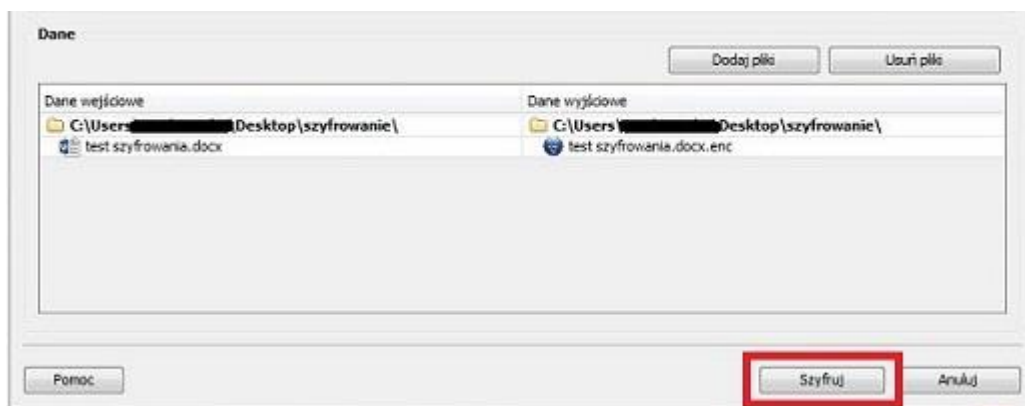 Dane
Dodaj pliki Usuń pliki
Dane wejściowe Dane wyjściowe
C:\Users Desktop\szyfrowanie\ C:\Users\ Desktop\szyfrowanie\
test szyfrowania.docx test szyfrowania.docx.enc
Pomoc Szyfruj Anuluj